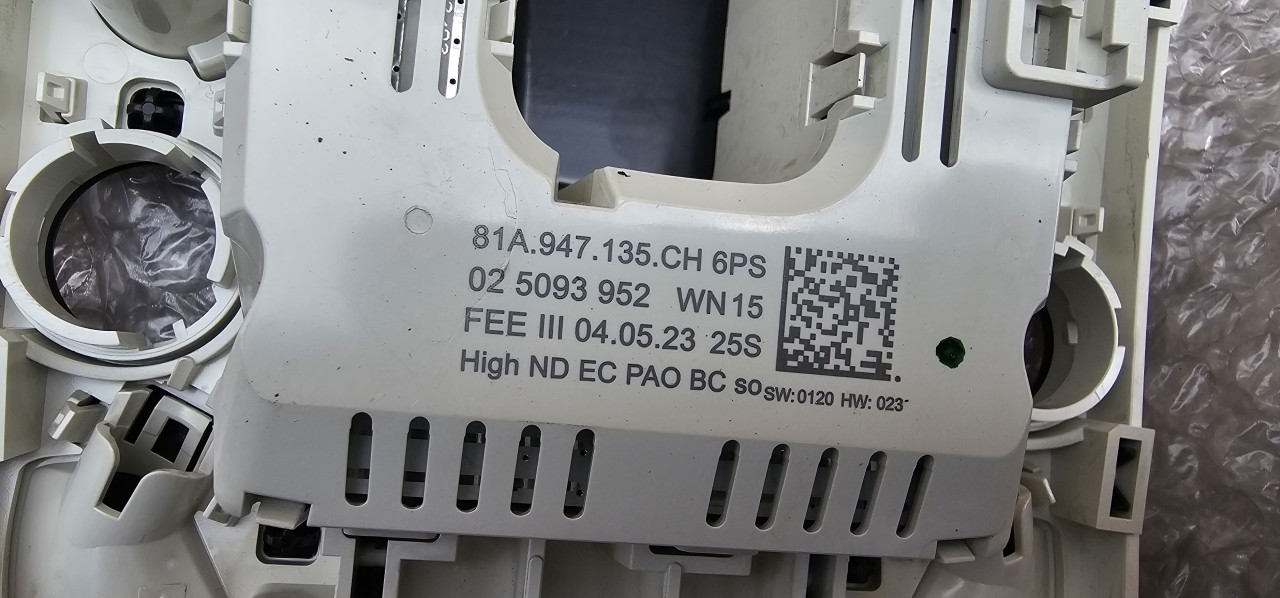 81A.947.135.CH 6PS
02 5093 952 WN15
FEE III 04.05.23 25S
High ND EC PAO BC SO SW:0120 HW: 023